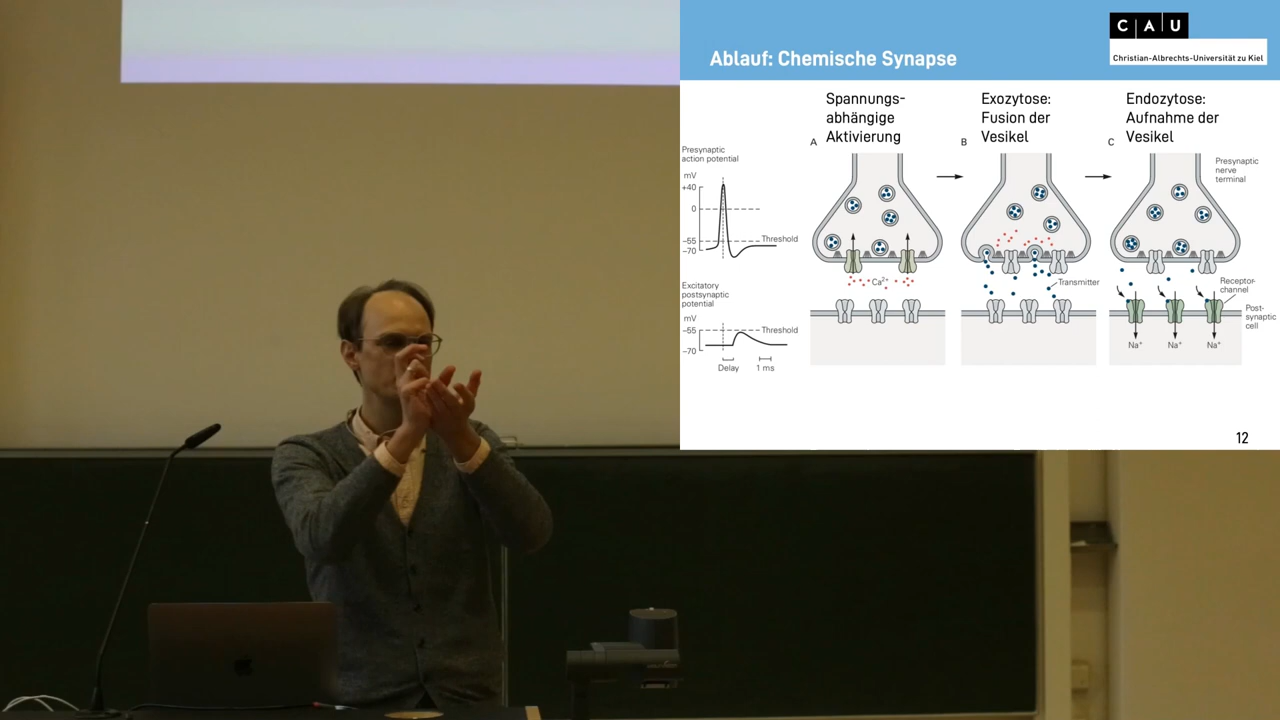 Ablauf: Chemische Synapse
CAU
Christian-Albrechts-Universität zu Kiel
Spannungs-
abhängige
Aktivierung
Exozytose:
Fusion der
Vesikel
Endozytose:
Aufnahme der
Vesikel
A
B
C
Presynaptic
action potential
mV
+40
0
–55
–70
Threshold
Excitatory
postsynaptic
potential
mV
–55
–70
Threshold
Delay
1 ms
Ca²⁺
Transmitter
Presynaptic
nerve
terminal
Receptor-
channel
Post-
synaptic
cell
Na⁺
Na⁺
Na⁺
12